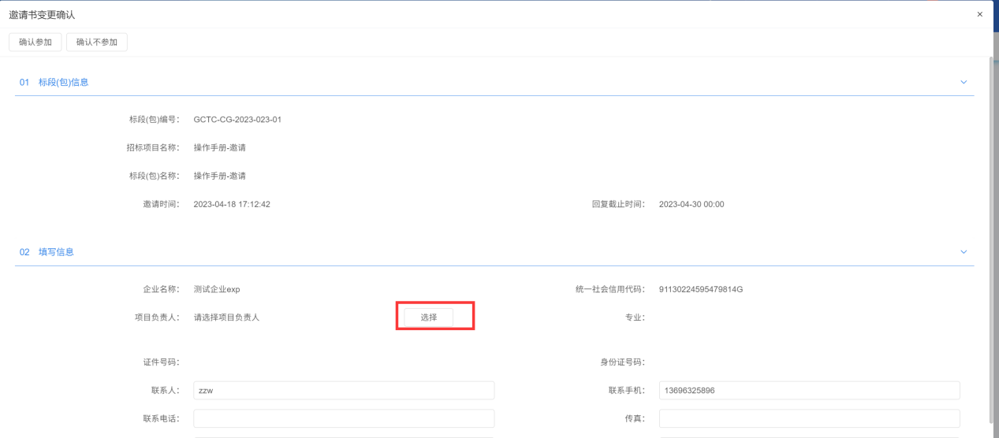 邀请书变更确认
×
确认参加 确认不参加
01 标段(包)信息
标段(包)编号： GCTC-CG-2023-023-01
招标项目名称： 操作手册-邀请
标段(包)名称： 操作手册-邀请
邀请时间： 2023-04-18 17:12:42 回复截止时间： 2023-04-30 00:00
02 填写信息
企业名称： 测试企业exp 统一社会信用代码： 91130224595479814G
项目负责人： 请选择项目负责人 选择 专业：
证件号码： 身份证号码：
联系人： zzw 联系手机： 13696325896
联系电话： 传真：